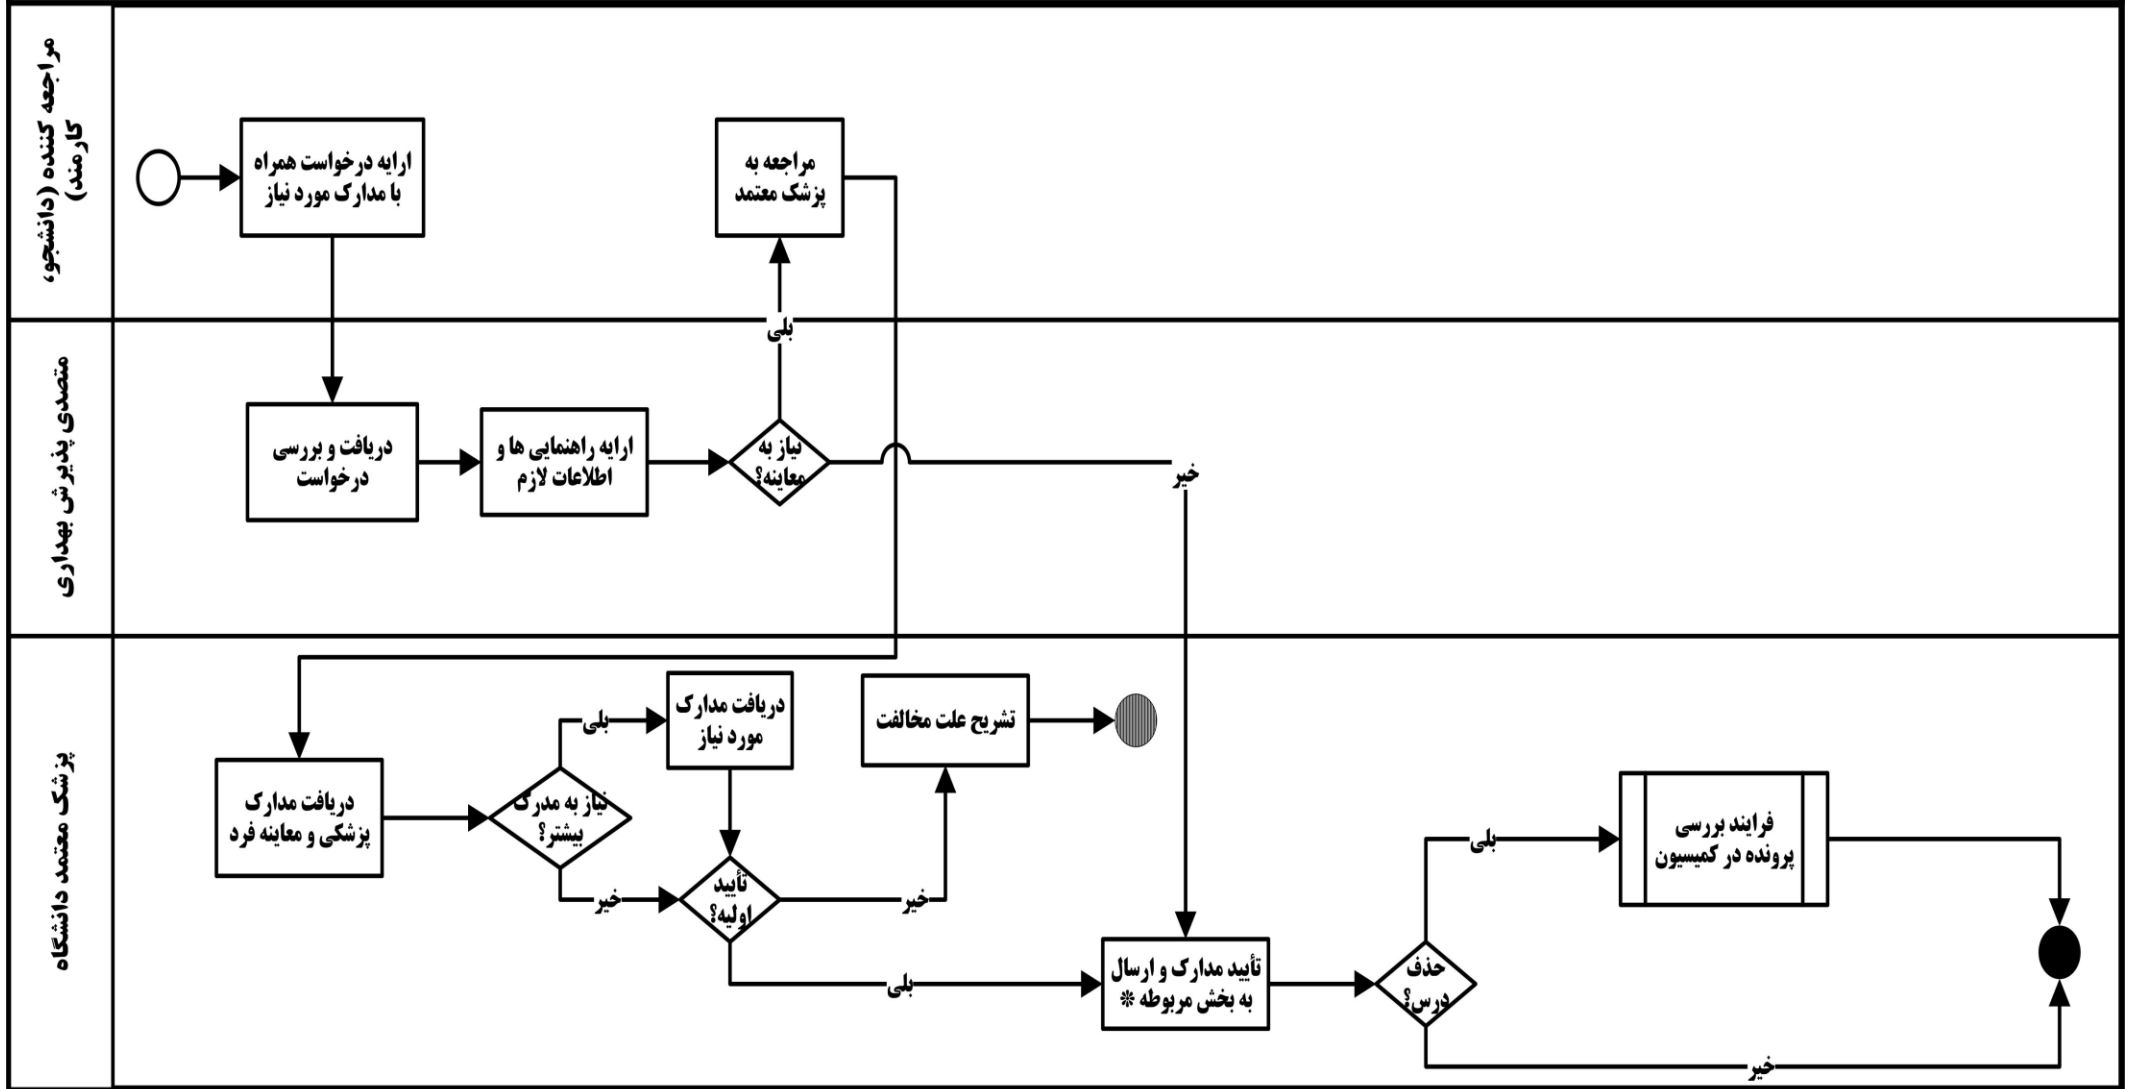 مراجعه کننده (دانشجو،
کارمند)
ارایه درخواست همراه
با مدارک مورد نیاز
مراجعه به
پزشک معتمد
بلی
متصدی پذیرش بهداری
دریافت و بررسی
درخواست
ارایه راهنمایی ها و
اطلاعات لازم
نیاز به
معاینه؟
خیر
پزشک معتمد دانشگاه
دریافت مدارک
پزشکی و معاینه فرد
نیاز به مدرک
بیشتر؟
بلی
خیر
دریافت مدارک
مورد نیاز
تأیید
اولیه؟
خیر
بلی
تشریح علت مخالفت
تأیید مدارک و ارسال
به بخش مربوطه *
حذف
درس؟
بلی
خیر
فرایند بررسی
پرونده در کمیسیون